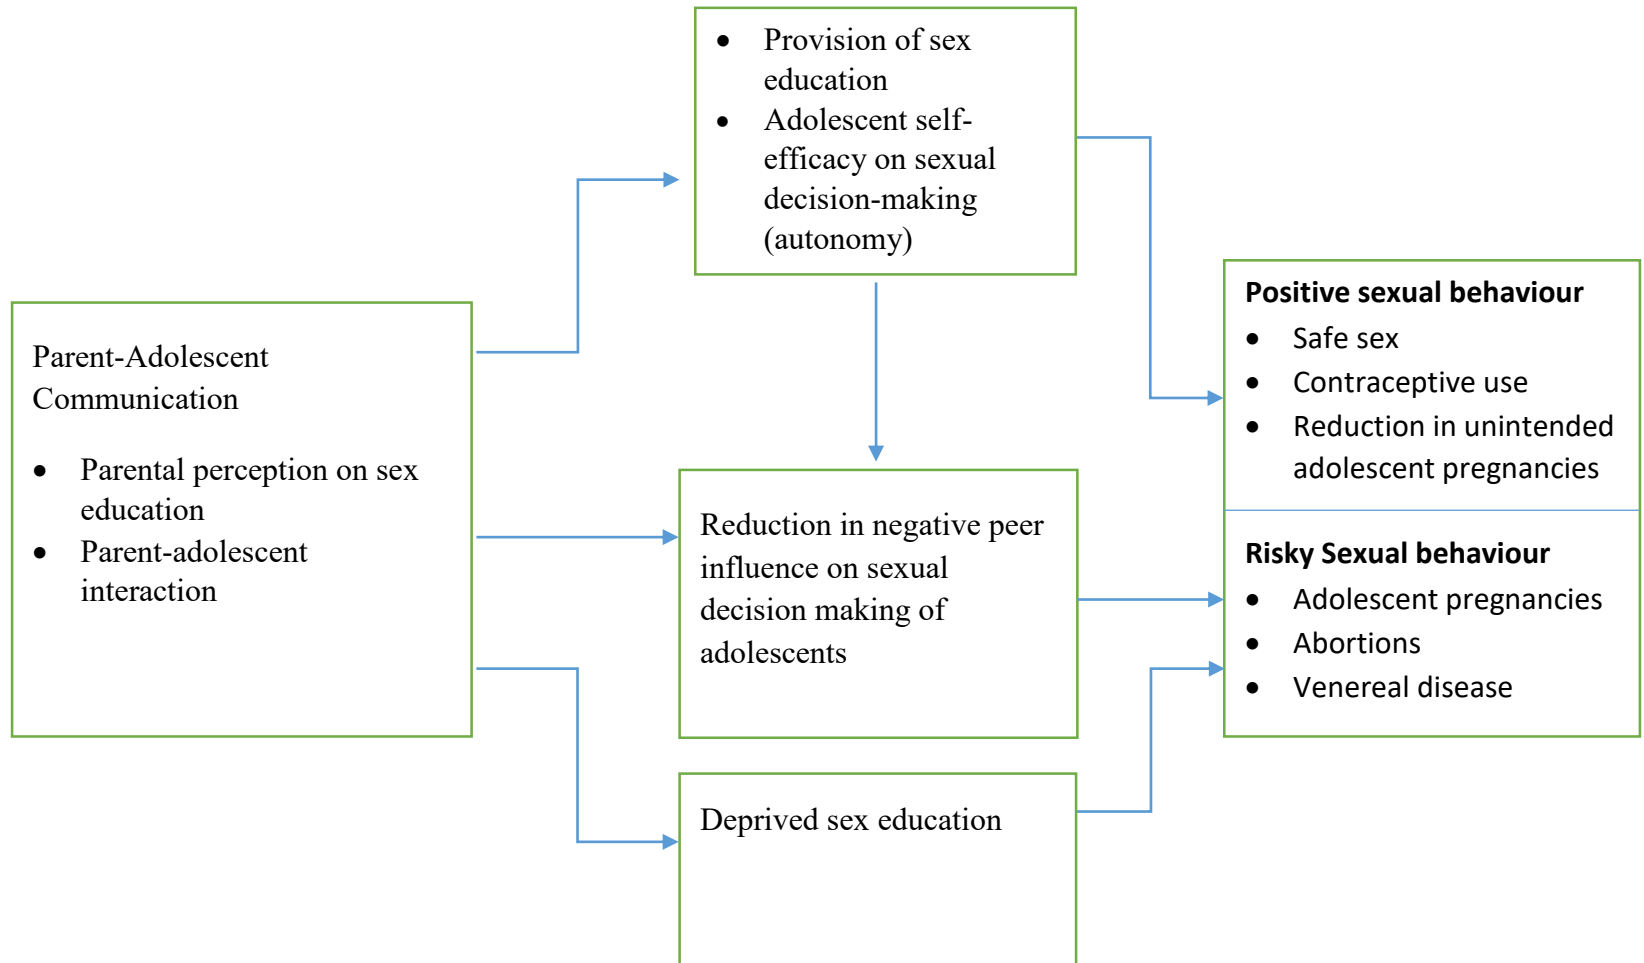 • Provision of sex
education
• Adolescent self-
efficacy on sexual
decision-making
(autonomy)
Parent-Adolescent
Communication
• Parental perception on sex
education
• Parent-adolescent
interaction
Reduction in negative peer
influence on sexual
decision making of
adolescents
Deprived sex education
Positive sexual behaviour
• Safe sex
• Contraceptive use
• Reduction in unintended
adolescent pregnancies
Risky Sexual behaviour
• Adolescent pregnancies
• Abortions
• Venereal disease